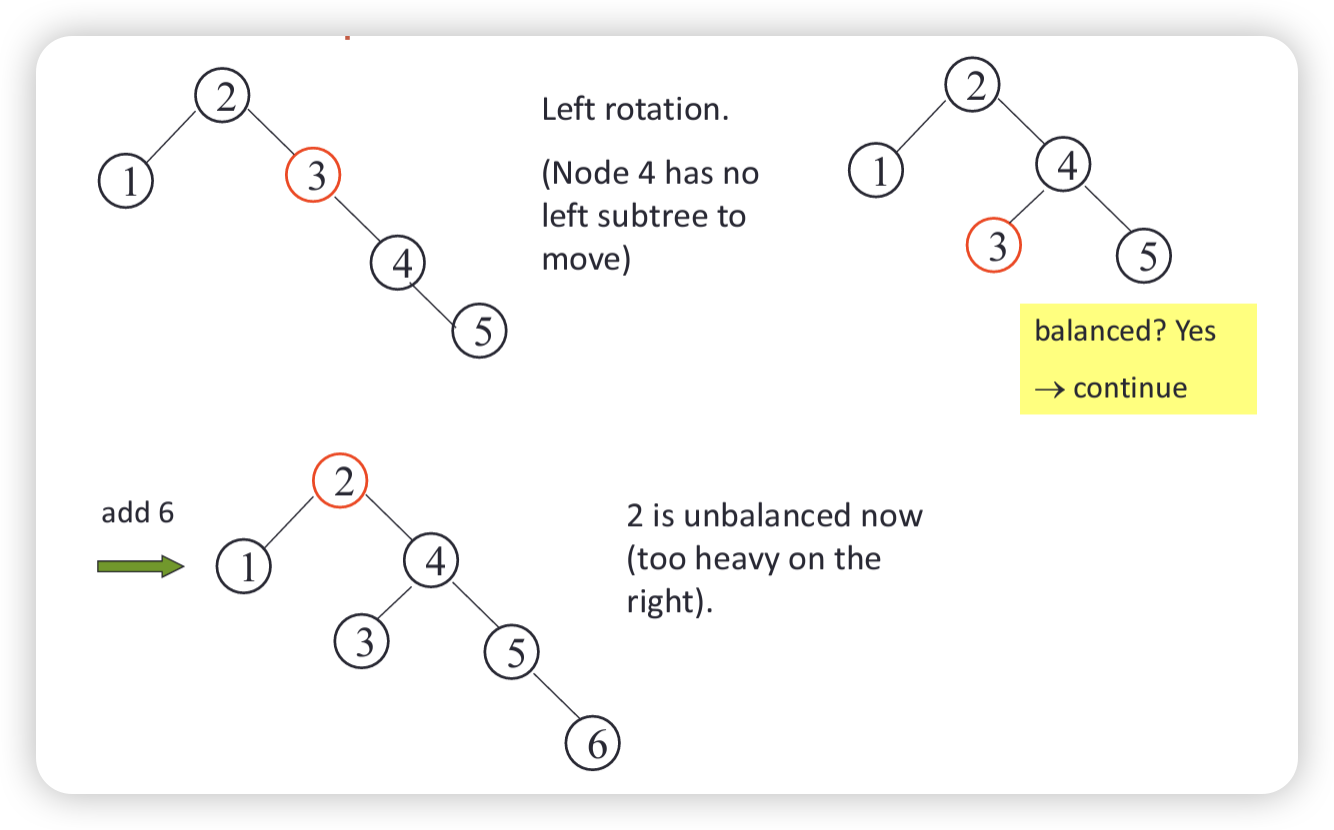 2
1
3
4
5
Left rotation.
(Node 4 has no
left subtree to
move)
2
1
4
3
5
balanced? Yes
→ continue
add 6
2
1
4
3
5
6
2 is unbalanced now
(too heavy on the
right).